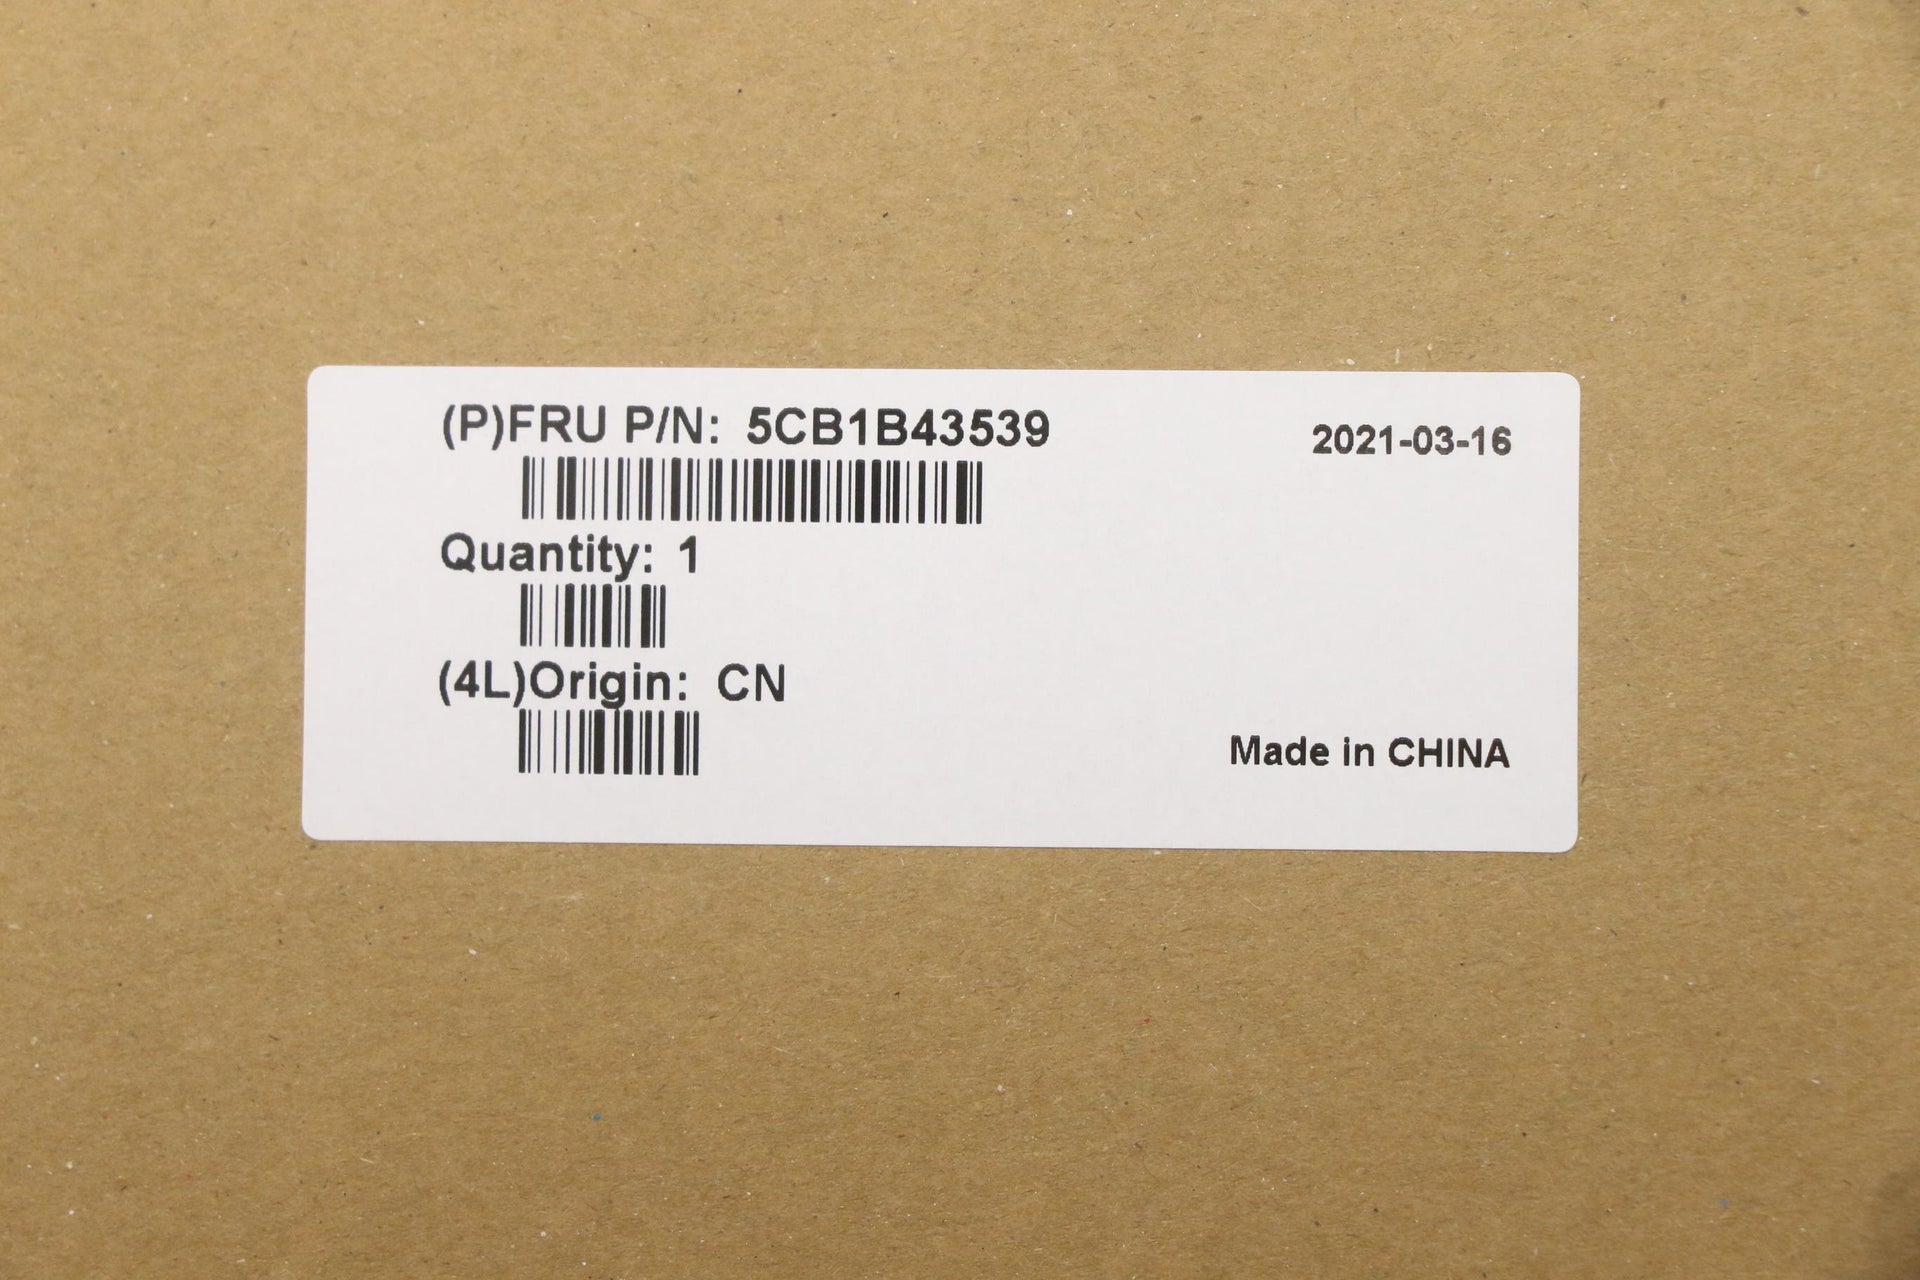 (P)FRU P/N: 5CB1B43539
2021-03-16
Quantity: 1
(4L)Origin: CN
Made in CHINA